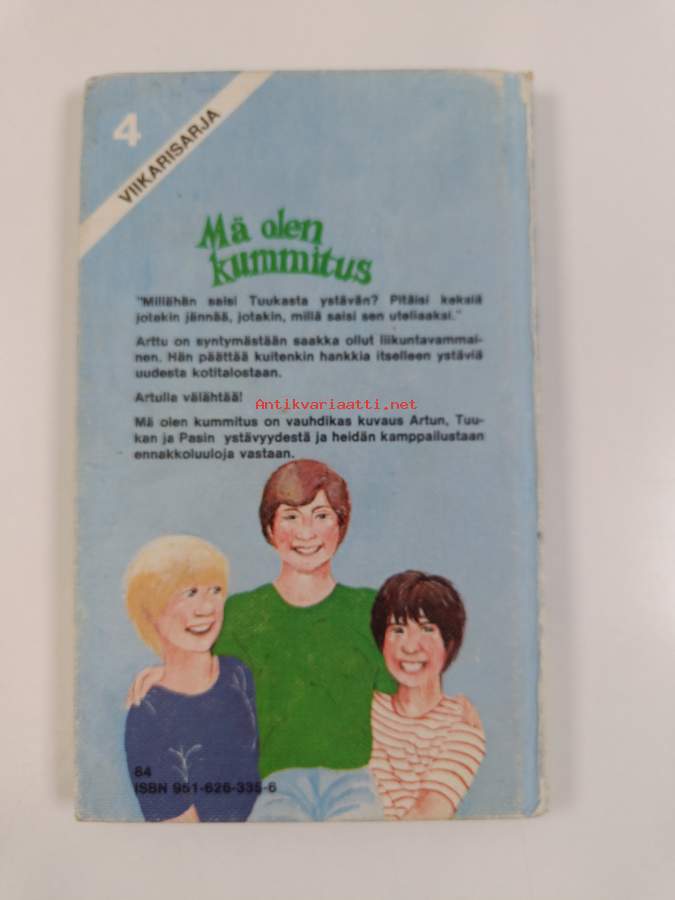 4
VIIKARISARJA
Mä olen
kummitus
"Millähän saisi Tuukasta ystävän? Pitäisi keksiä
jotakin jännää, jotakin, millä saisi sen uteliaaksi."
Arttu on syntymästään saakka ollut liikuntavammai-
nen. Hän päättää kuitenkin hankkia itselleen ystäviä
uudesta kotitalostaan.
Artulla välähtää!
Antikvariaatti.net
Mä olen kummitus on vauhdikas kuvaus Artun, Tuu-
kan ja Pasin ystävyydestä ja heidän kamppailustaan
ennakkoluuloja vastaan.
84
ISBN 951-626-335-6